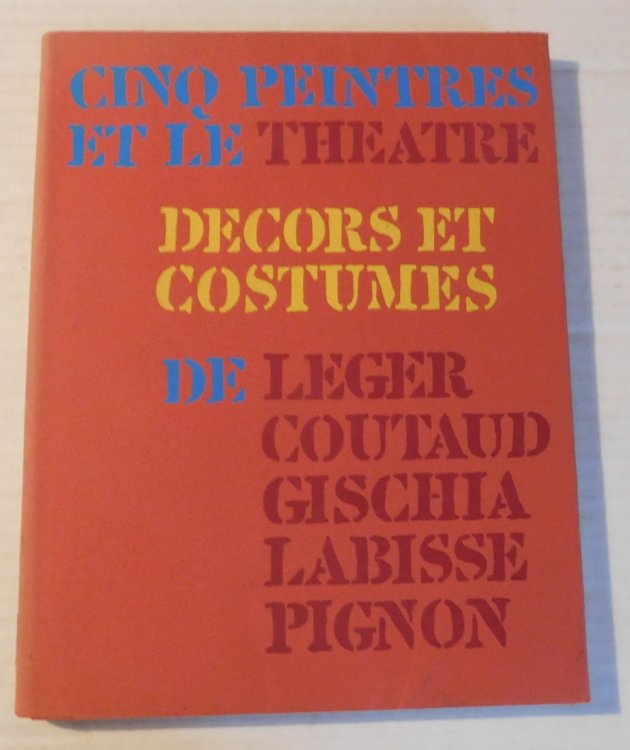 CINQ PEINTRES
ET LE THEATRE
DECORS ET
COSTUMES
DE LEGER
COUTAUD
GISCHIA
LABISSE
PIGNON